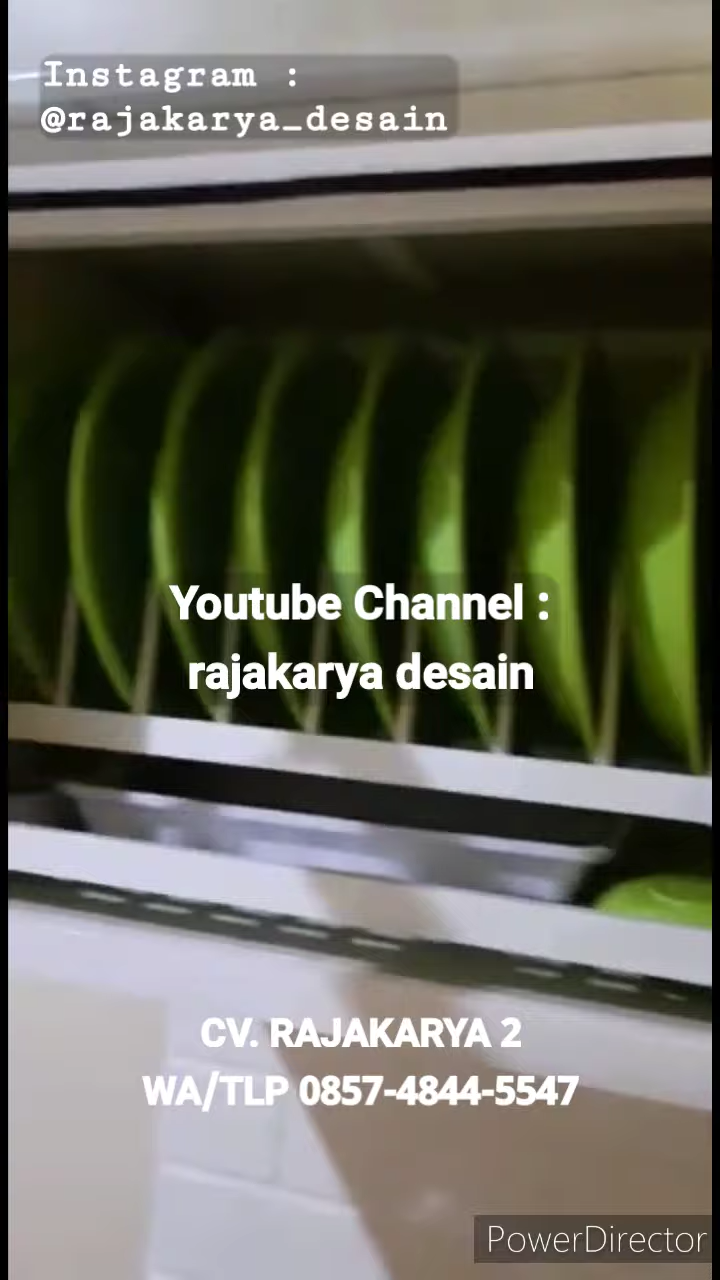 Instagram :
@rajakarya_desain
Youtube Channel :
rajakarya desain
CV. RAJAKARYA 2
WA/TLP 0857-4844-5547
PowerDirector